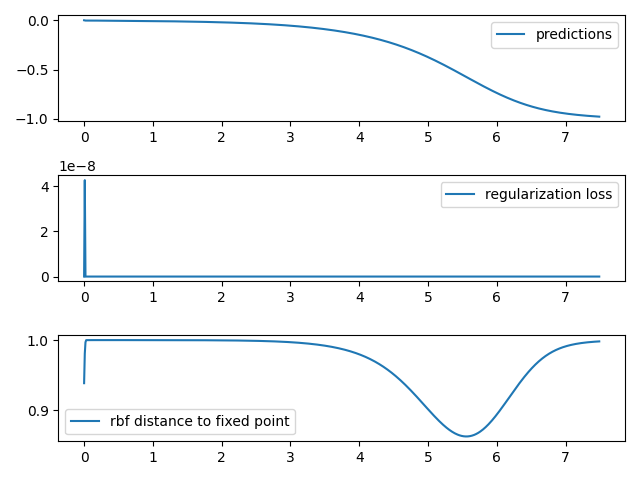 0.0
−0.5
−1.0
predictions
0 1 2 3 4 5 6 7
1e−8
4
2
0
regularization loss
0 1 2 3 4 5 6 7
1.0
0.9
rbf distance to fixed point
0 1 2 3 4 5 6 7